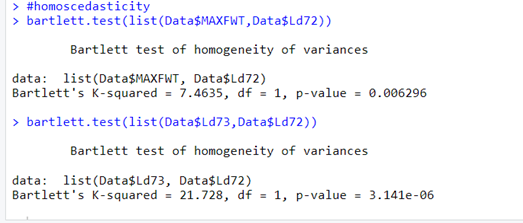 > #homoscedasticity
> bartlett.test(list(Data$MAXFWT,Data$Ld72))
Bartlett test of homogeneity of variances
data:  list(Data$MAXFWT, Data$Ld72)
Bartlett's K-squared = 7.4635, df = 1, p-value = 0.006296
> bartlett.test(list(Data$Ld73,Data$Ld72))
Bartlett test of homogeneity of variances
data:  list(Data$Ld73, Data$Ld72)
Bartlett's K-squared = 21.728, df = 1, p-value = 3.141e-06